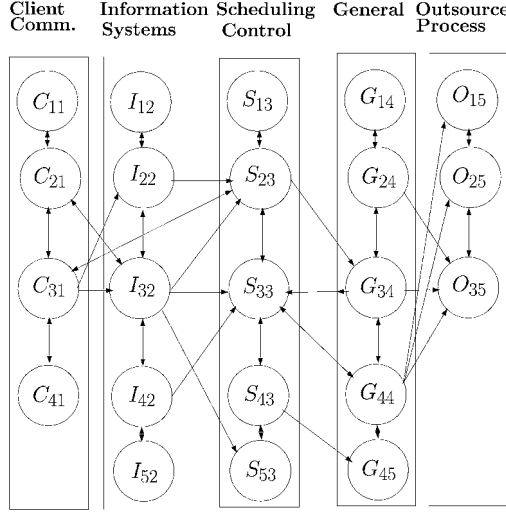 Client Information Scheduling General Outsource
Comm. Systems Control Process
C11 I12 S13 G14 O15
C21 I22 S23 G24 O25
C31 I32 S33 G34 O35
C41 I42 S43 G44
I52 S53 G45